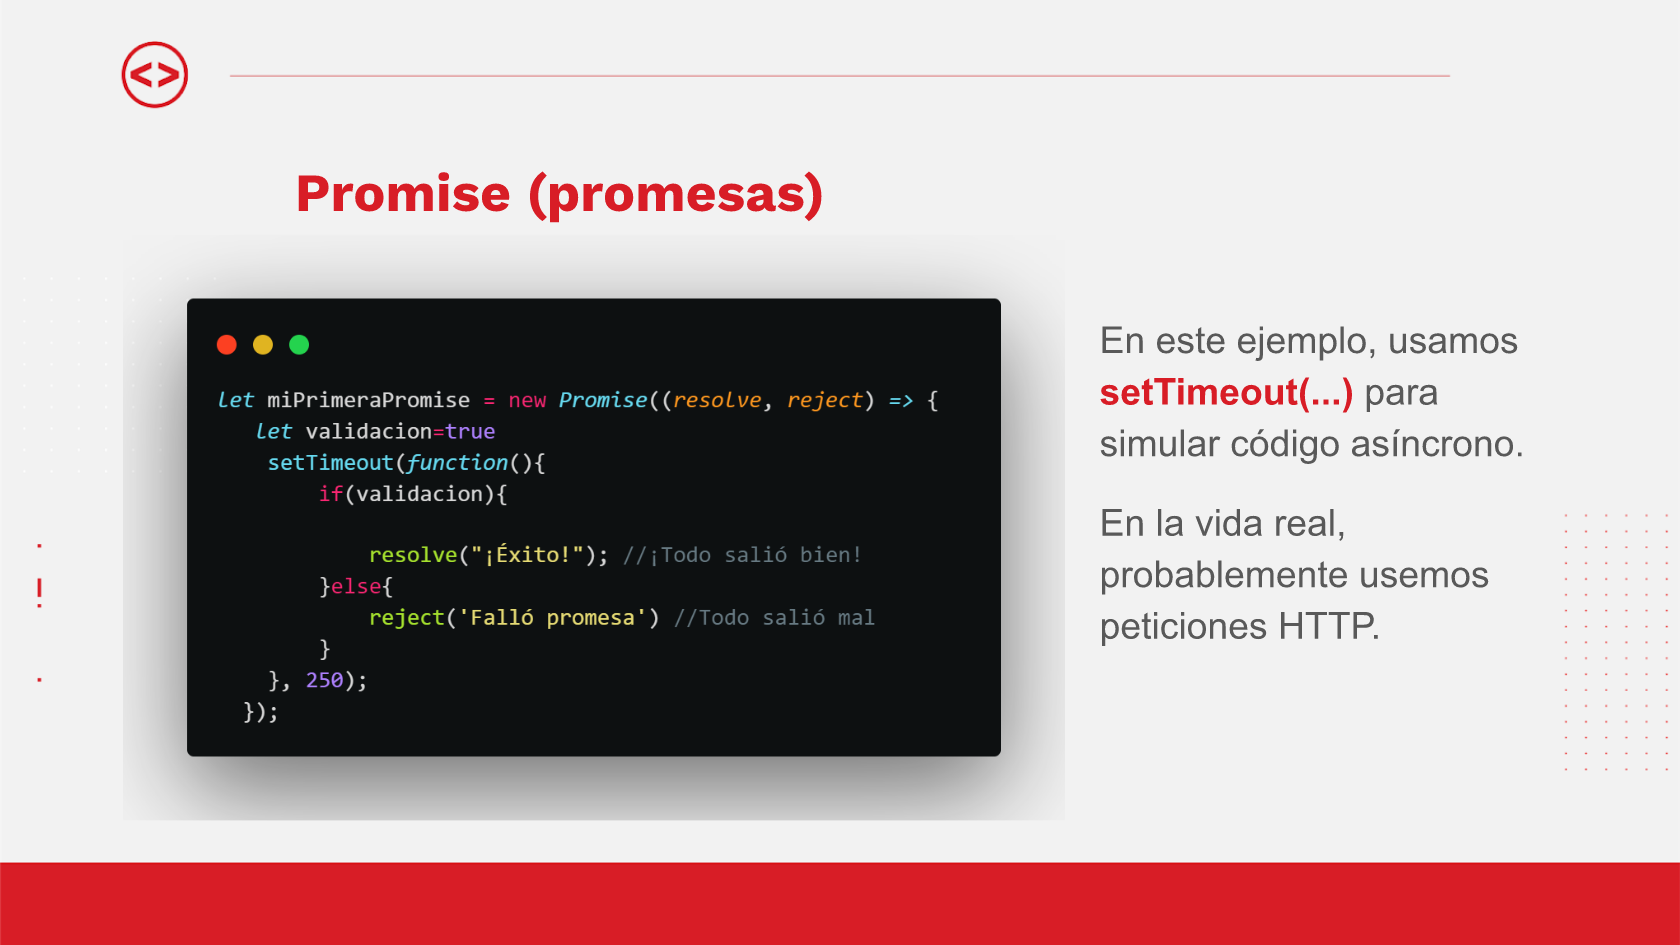 <>
Promise (promesas)
let miPrimeraPromise = new Promise((resolve, reject) => {
let validacion=true
setTimeout(function(){
if(validacion){
resolve("¡Éxito!"); //¡Todo salió bien!
}else{
reject('Falló promesa') //Todo salió mal
}
}, 250);
});
En este ejemplo, usamos
setTimeout(...) para
simular código asíncrono.
En la vida real,
probablemente usemos
peticiones HTTP.